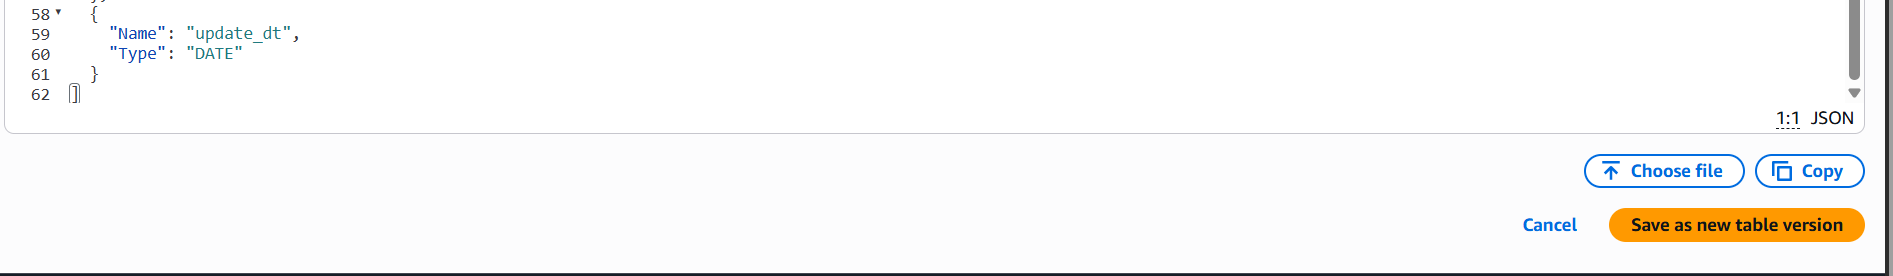 58 {
59 "Name": "update_dt",
60 "Type": "DATE"
61 }
62 ]
1:1 JSON
Choose file Copy
Cancel Save as new table version